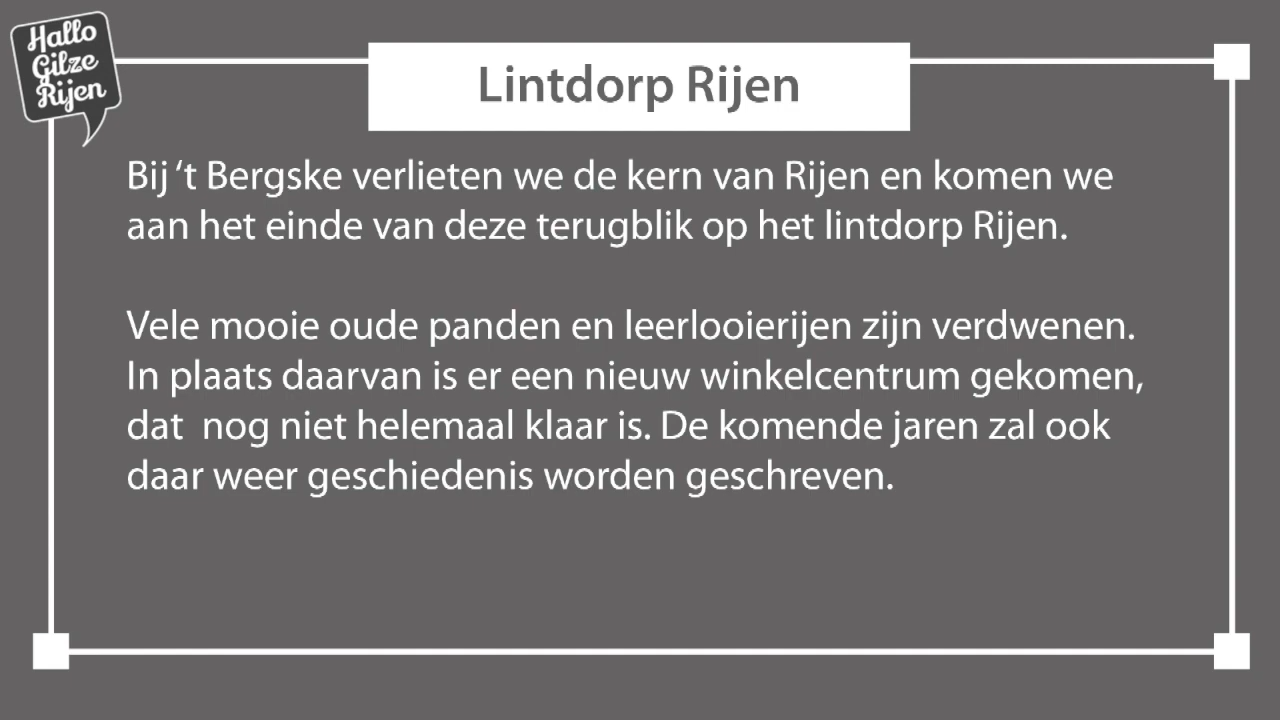 Hallo
Gilze
Rijen
Lintdorp Rijen
Bij ‘t Bergske verlieten we de kern van Rijen en komen we
aan het einde van deze terugblik op het lintdorp Rijen.
Vele mooie oude panden en leerlooierijen zijn verdwenen.
In plaats daarvan is er een nieuw winkelcentrum gekomen,
dat  nog niet helemaal klaar is. De komende jaren zal ook
daar weer geschiedenis worden geschreven.